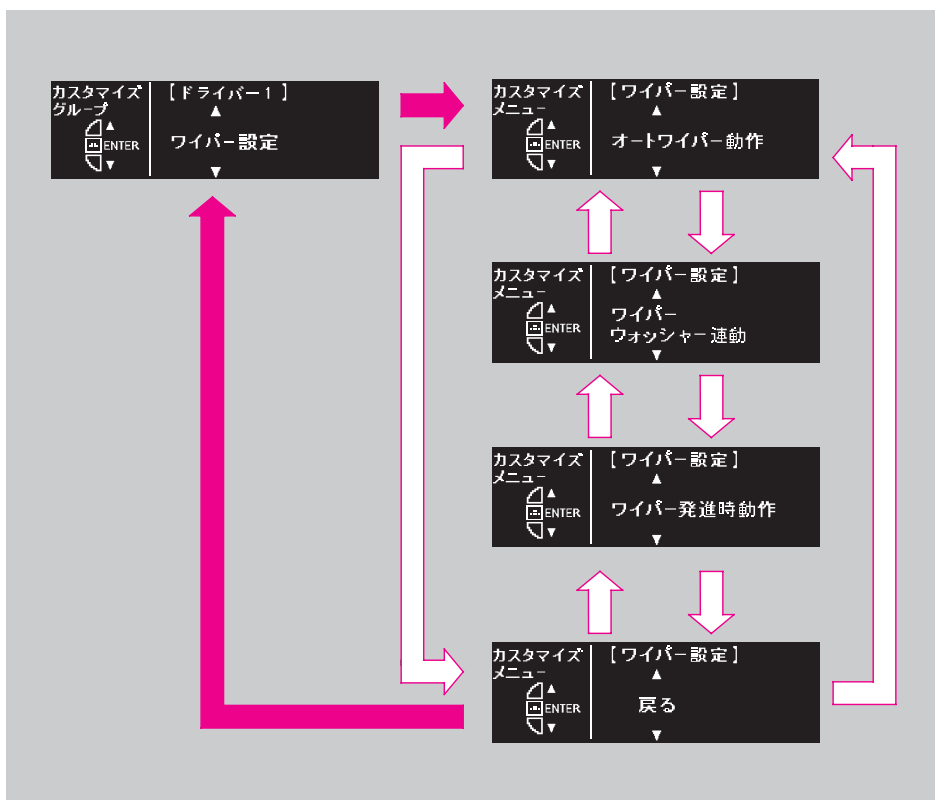 カスタマイズ
グループ
▲
ENTER
▼
【ドライバー1】
▲
ワイパー設定
▼
カスタマイズ
メニュー
▲
ENTER
▼
【ワイパー設定】
▲
オートワイパー動作
▼
カスタマイズ
メニュー
▲
ENTER
▼
【ワイパー設定】
▲
ワイパー
ウォッシャー連動
▼
カスタマイズ
メニュー
▲
ENTER
▼
【ワイパー設定】
▲
ワイパー発進時動作
▼
カスタマイズ
メニュー
▲
ENTER
▼
【ワイパー設定】
▲
戻る
▼